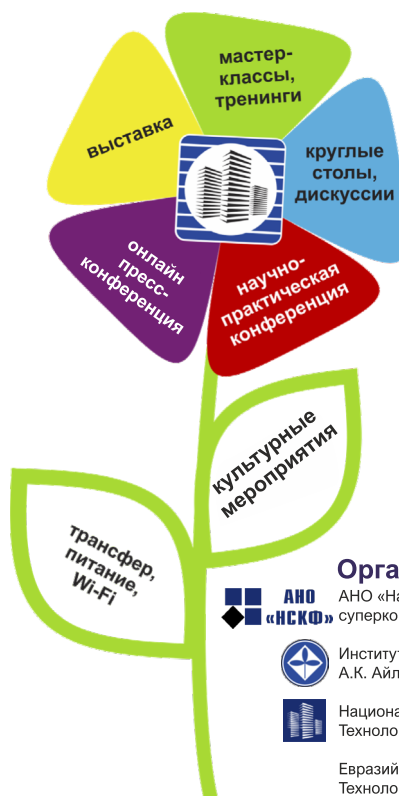 мастер-
классы,
тренинги
выставка
круглые
столы,
дискуссии
онлайн
пресс-
конференция
научно-
практическая
конференция
культурные
мероприятия
трансфер,
питание,
Wi-Fi
Орга
АНО
«НСКФ»
АНО «На
суперко
Институт
А.К. Айл
Национа
Техноло
Евразий
Техноло